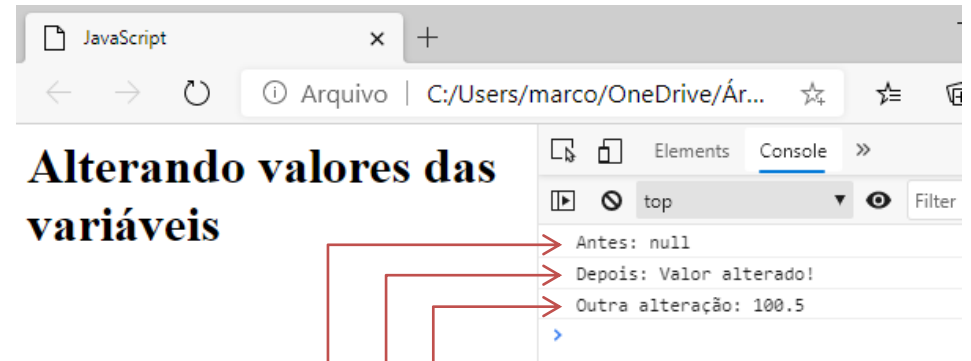 JavaScript
Arquivo | C:/Users/marco/OneDrive/Ár...
Alterando valores das
variáveis
Elements Console
top Filter
Antes: null
Depois: Valor alterado!
Outra alteração: 100.5